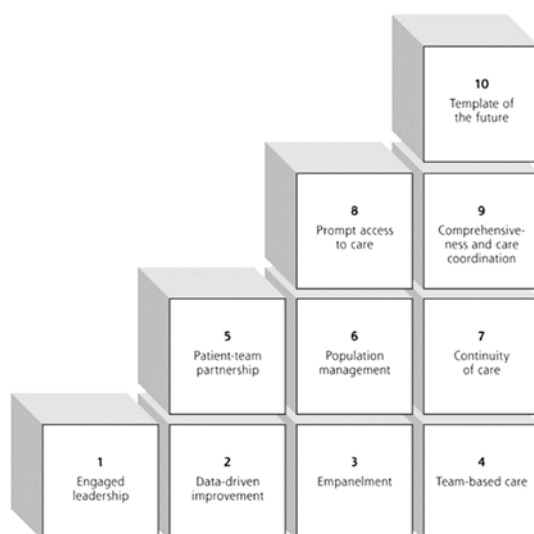 10
Template of
the future
8
Prompt access
to care
9
Comprehensive-
ness and care
coordination
5
Patient-team
partnership
6
Population
management
7
Continuity
of care
1
Engaged
leadership
2
Data-driven
improvement
3
Empanelment
4
Team-based care